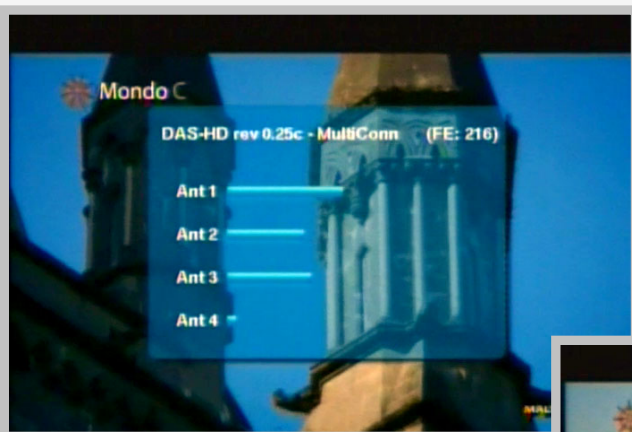 Mondo C
DAS-HD rev 0.25c - MultiConn (FE: 216)
Ant 1
Ant 2
Ant 3
Ant 4